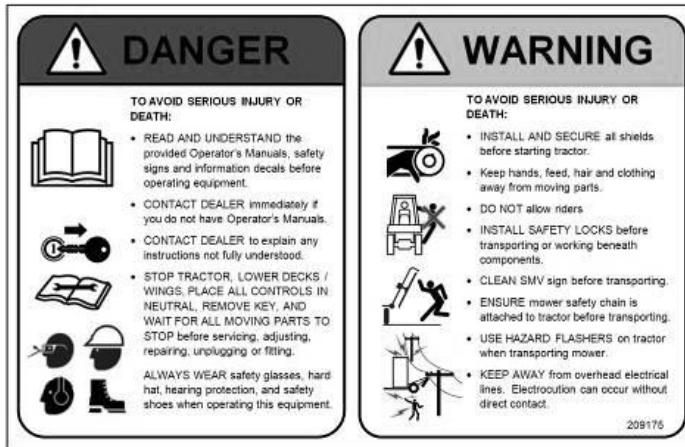 DANGER
TO AVOID SERIOUS INJURY OR
DEATH:
• READ AND UNDERSTAND the
provided Operator's Manuals, safety
signs and information decals before
operating equipment.
• CONTACT DEALER immediately if
you do not have Operator's Manuals.
• CONTACT DEALER to explain any
instructions not fully understood.
• STOP TRACTOR, LOWER DECKS /
WINGS, PLACE ALL CONTROLS IN
NEUTRAL, REMOVE KEY, AND
WAIT FOR ALL MOVING PARTS TO
STOP before servicing, adjusting,
repairing, unplugging or fitting.
ALWAYS WEAR safety glasses, hard
hat, hearing protection, and safety
shoes when operating this equipment.
WARNING
TO AVOID SERIOUS INJURY OR
DEATH:
• INSTALL AND SECURE all shields
before starting tractor.
• Keep hands, feed, hair and clothing
away from moving parts.
• DO NOT allow riders
• INSTALL SAFETY LOCKS before
transporting or working beneath
components.
• CLEAN SMV sign before transporting.
• ENSURE mower safety chain is
attached to tractor before transporting.
• USE HAZARD FLASHERS on tractor
when transporting mower.
• KEEP AWAY from overhead electrical
lines. Electrocution can occur without
direct contact.
209175